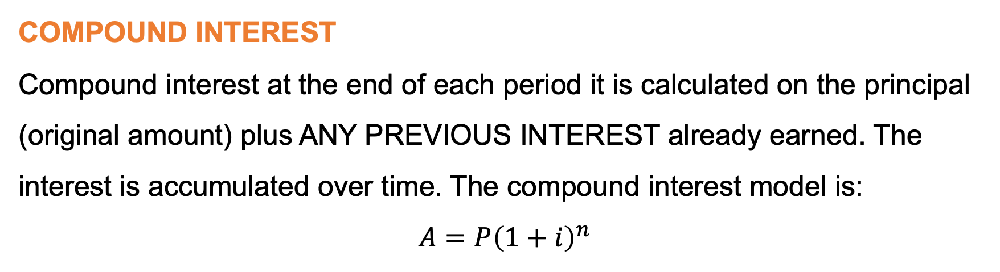 COMPOUND INTEREST
Compound interest at the end of each period it is calculated on the principal
(original amount) plus ANY PREVIOUS INTEREST already earned. The
interest is accumulated over time. The compound interest model is:
A = P(1 + i)ⁿ